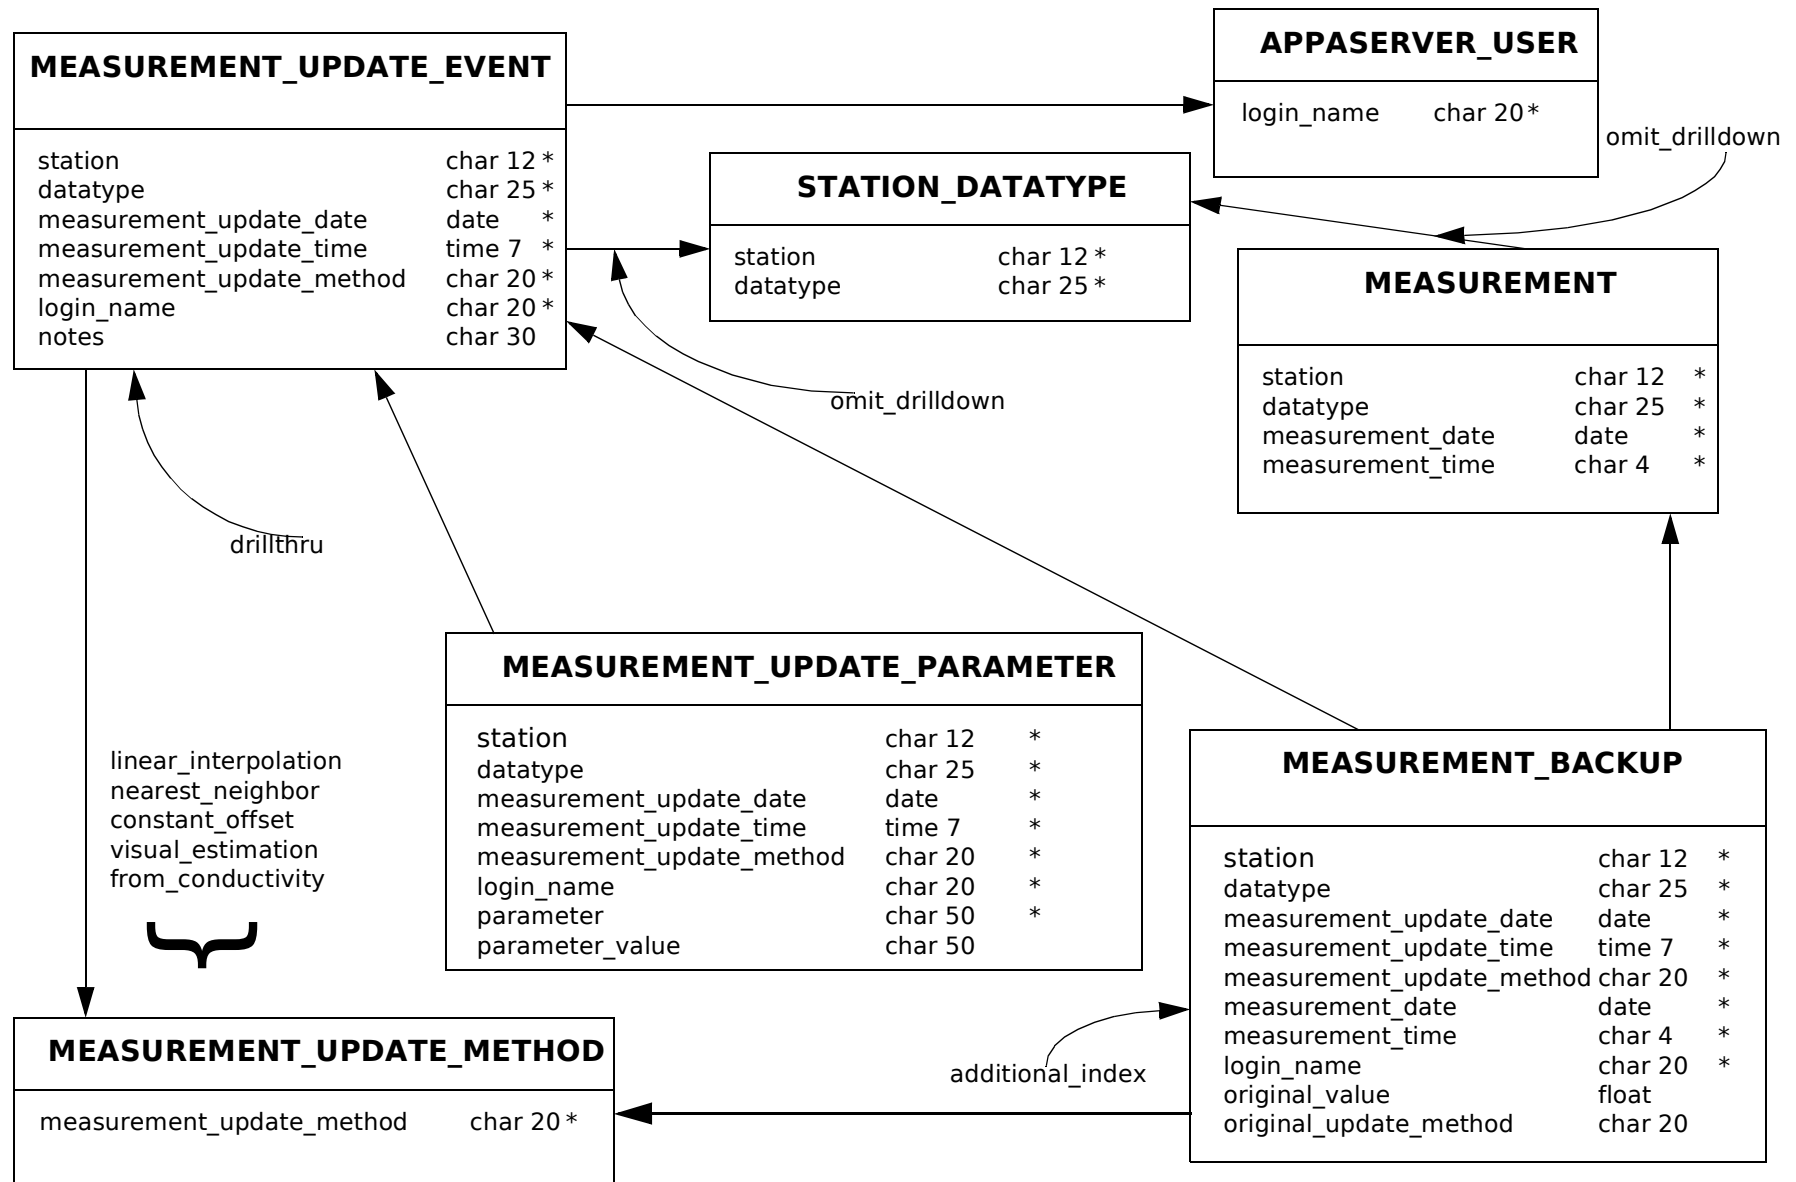 MEASUREMENT_UPDATE_EVENT
station char 12 *
datatype char 25 *
measurement_update_date date *
measurement_update_time time 7 *
measurement_update_method char 20 *
login_name char 20 *
notes char 30
APPASERVER_USER
login_name char 20 *
omit_drilldown
STATION_DATATYPE
station char 12 *
datatype char 25 *
MEASUREMENT
station char 12 *
datatype char 25 *
measurement_date date *
measurement_time char 4 *
omit_drilldown
drillthru
MEASUREMENT_UPDATE_PARAMETER
station char 12 *
datatype char 25 *
measurement_update_date date *
measurement_update_time time 7 *
measurement_update_method char 20 *
login_name char 20 *
parameter char 50 *
parameter_value char 50
linear_interpolation
nearest_neighbor
constant_offset
visual_estimation
from_conductivity
}
MEASUREMENT_BACKUP
station char 12 *
datatype char 25 *
measurement_update_date date *
measurement_update_time time 7 *
measurement_update_method char 20 *
measurement_date date *
measurement_time char 4 *
login_name char 20 *
original_value float
original_update_method char 20
additional_index
MEASUREMENT_UPDATE_METHOD
measurement_update_method char 20 *